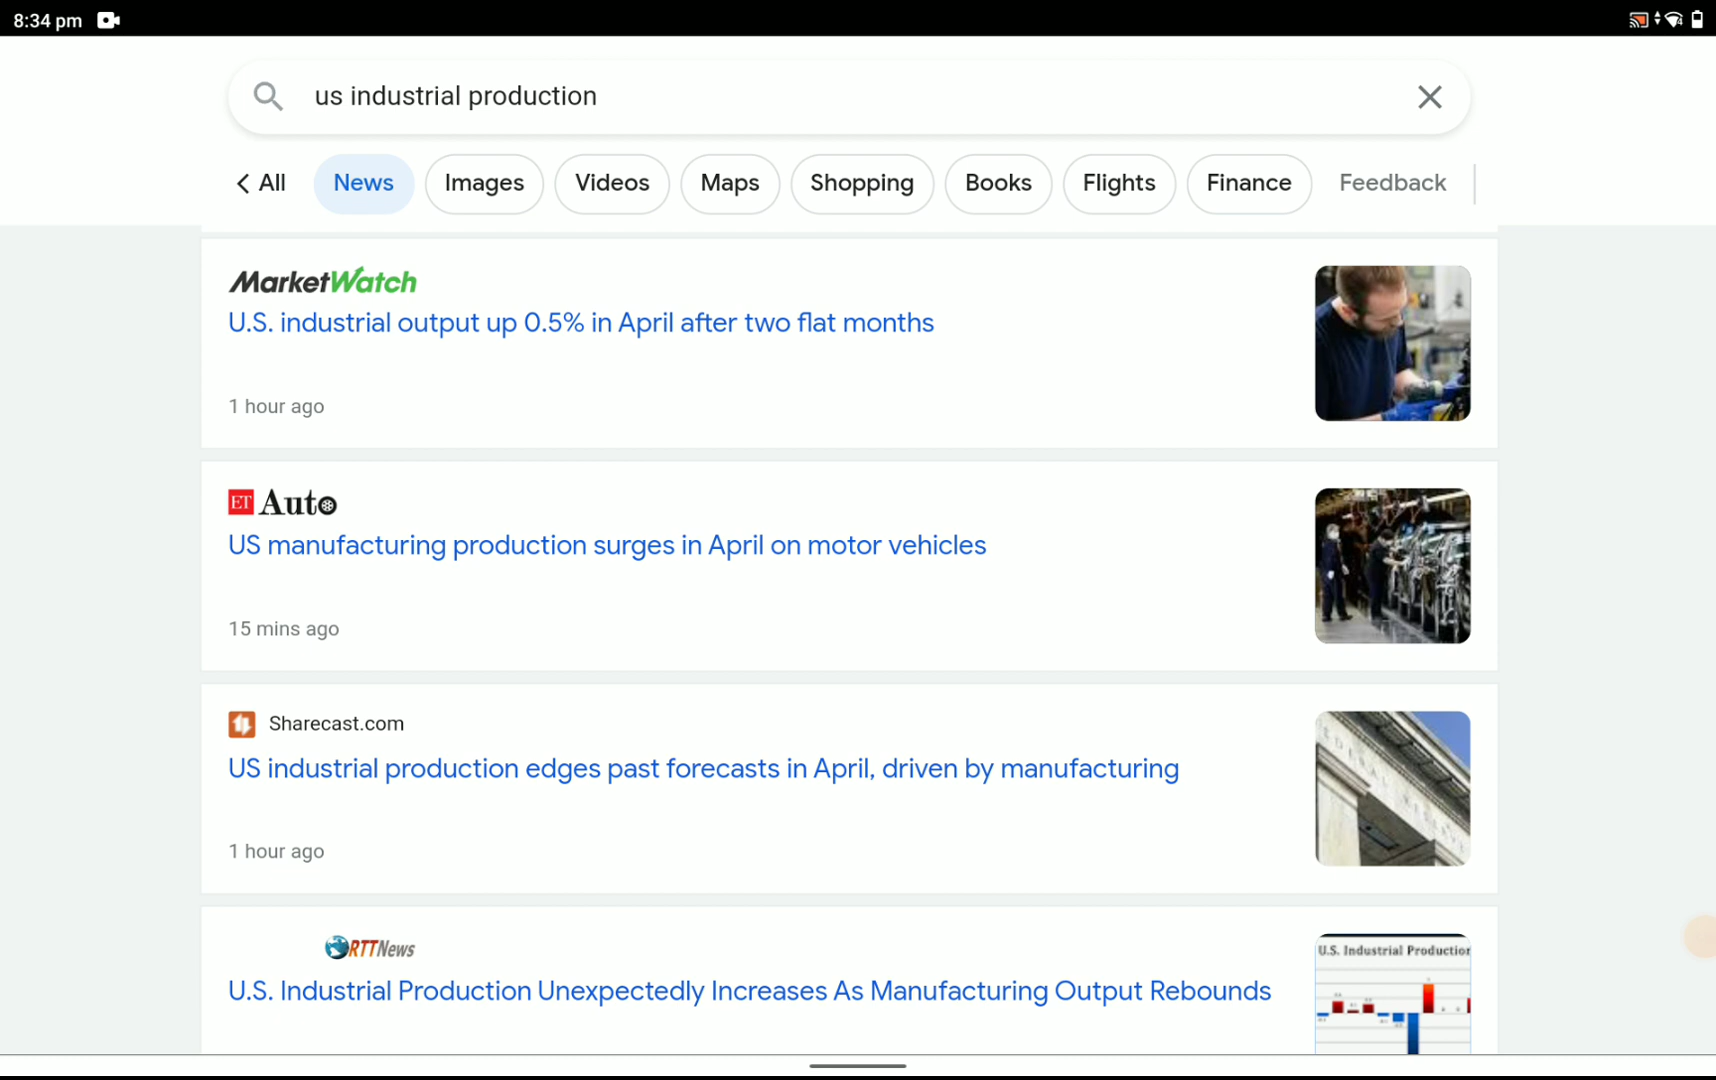 8:34 pm
us industrial production
All News Images Videos Maps Shopping Books Flights Finance Feedback
MarketWatch
U.S. industrial output up 0.5% in April after two flat months
1 hour ago
ET Auto
US manufacturing production surges in April on motor vehicles
15 mins ago
Sharecast.com
US industrial production edges past forecasts in April, driven by manufacturing
1 hour ago
RTTNews
U.S. Industrial Production Unexpectedly Increases As Manufacturing Output Rebounds
U.S. Industrial Production